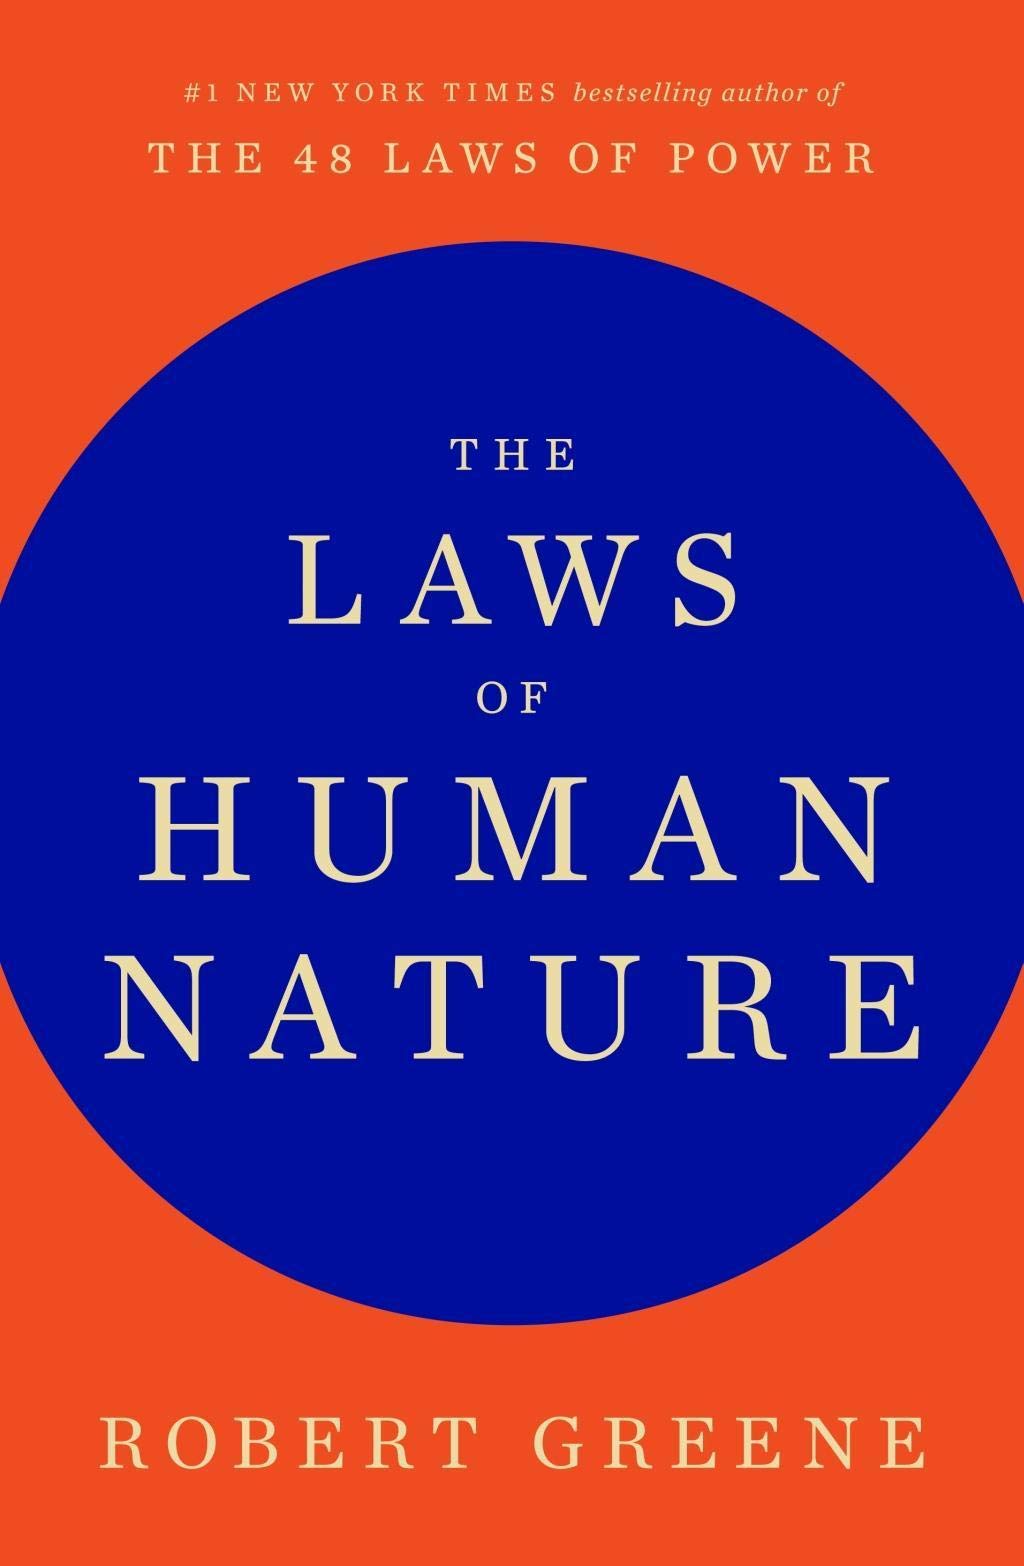 #1 NEW YORK TIMES bestselling author of
THE 48 LAWS OF POWER
THE
LAWS
OF
HUMAN
NATURE
ROBERT GREENE